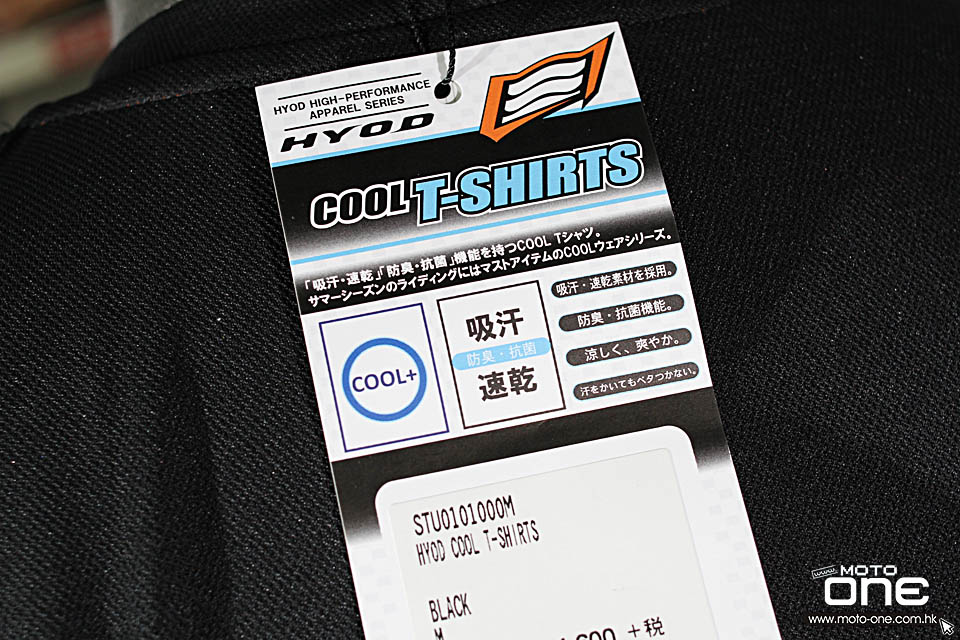 HYOD HIGH-PERFORMANCE
APPAREL SERIES
HYOD
COOL T-SHIRTS
「吸汗・速乾」「防臭・抗菌」機能を持つCOOL Tシャツ。
サマーシーズンのライディングにはマストアイテムのCOOLウェアシリーズ。
COOL+
吸汗
防臭・抗菌
速乾
吸汗・速乾素材を採用。
防臭・抗菌機能。
涼しく、爽やか。
汗をかいてもベタつかない。
STU0101000M
HYOD COOL T-SHIRTS
BLACK
M
+税
www.
MOTO
ONE
www.moto-one.com.hk